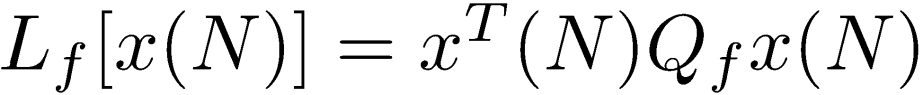 L_f[x(N)] = x^T(N)Q_f x(N)